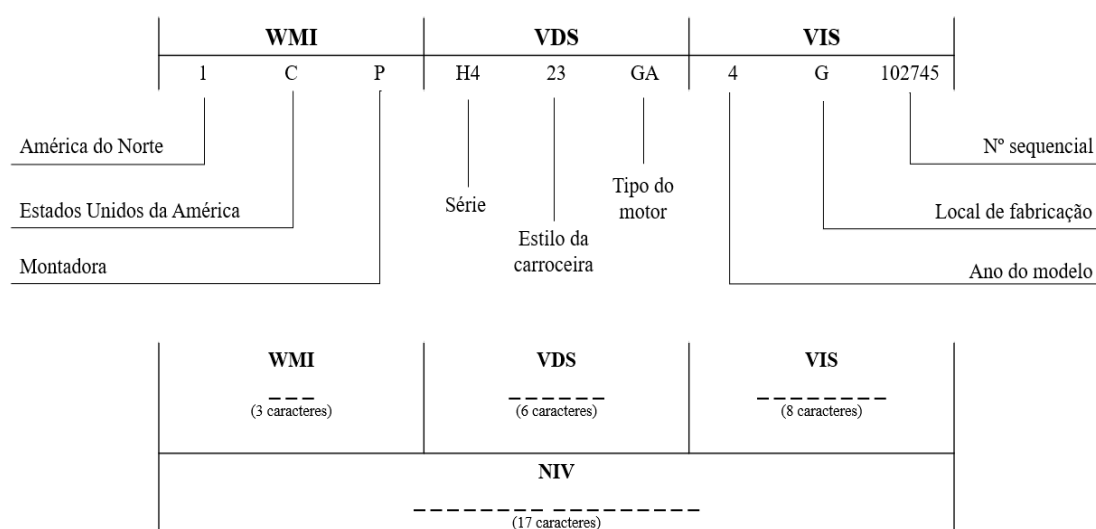 WMI VDS VIS
1 C P H4 23 GA 4 G 102745
América do Norte
Nº sequencial
Série
Tipo do
motor
Estados Unidos da América
Local de fabricação
Estilo da
carroceira
Montadora
Ano do modelo
WMI VDS VIS
(3 caracteres) (6 caracteres) (8 caracteres)
NIV
(17 caracteres)